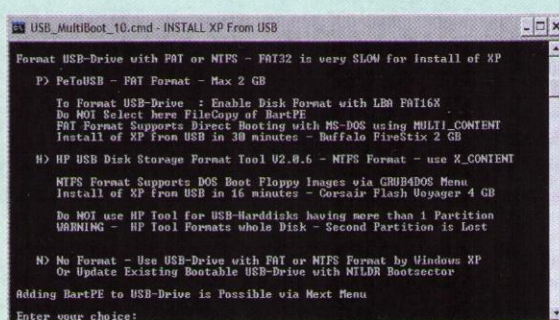 USB_MultiBoot_10.cmd - INSTALL XP From USB
Format USB-Drive with FAT or NTFS - FAT32 is very SLOW for Install of XP
P) PeToUSB - FAT Format - Max 2 GB
To Format USB-Drive : Enable Disk Format with LBA FAT16X
Do NOT Select here FileCopy of BartPE
FAT Format Supports Direct Booting with MS-DOS using MULTI_CONTENT
Install of XP from USB in 30 minutes - Buffalo FireStix 2 GB
H) HP USB Disk Storage Format Tool V2.0.6 - NTFS Format - use X_CONTENT
NTFS Format Supports DOS Boot Floppy Images via GRUB4DOS Menu
Install of XP from USB in 16 minutes - Corsair Flash Voyager 4 GB
Do NOT use HP Tool for USB-Harddisks having more than 1 Partition
WARNING - HP Tool Formats whole Disk - Second Partition is Lost
N) No Format - Use USB-Drive with FAT or NTFS Format by Windows XP
Or Update Existing Bootable USB-Drive with NTLDR Bootsector
Adding BartPE to USB-Drive is Possible via Next Menu
Enter your choice: